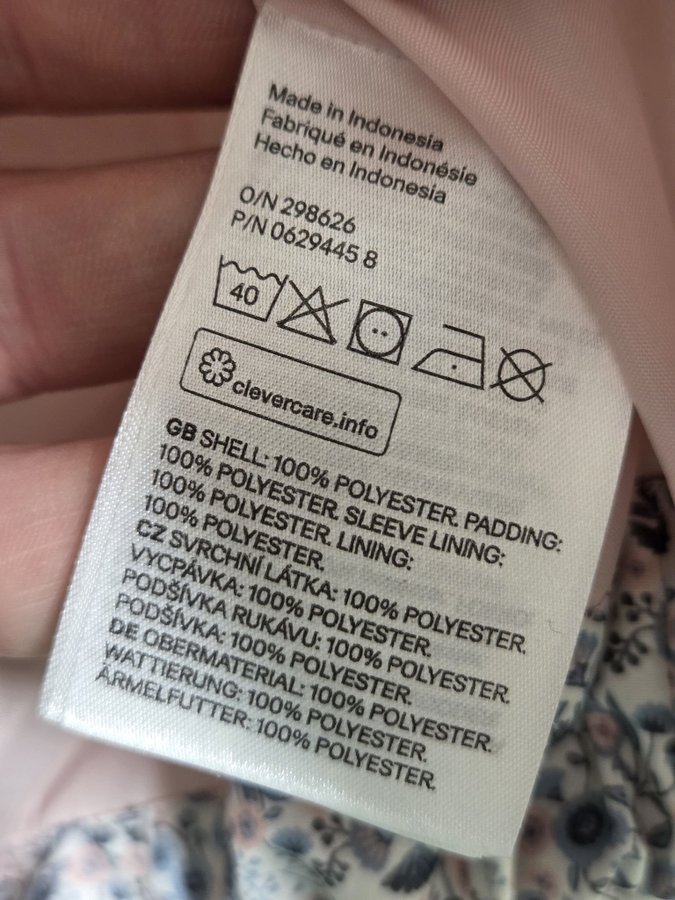 Made in Indonesia
Fabriqué en Indonésie
Hecho en Indonesia
O/N 298626
P/N 0629445 8
40
clevercare.info
GB SHELL: 100% POLYESTER. PADDING:
100% POLYESTER. SLEEVE LINING:
100% POLYESTER. LINING:
100% POLYESTER.
CZ SVRCHNÍ LÁTKA: 100% POLYESTER.
VYCPÁVKA: 100% POLYESTER.
PODŠÍVKA RUKÁVU: 100% POLYESTER.
PODŠÍVKA: 100% POLYESTER.
DE OBERMATERIAL: 100% POLYESTER.
WATTIERUNG: 100% POLYESTER.
ÄRMELFUTTER: 100% POLYESTER.